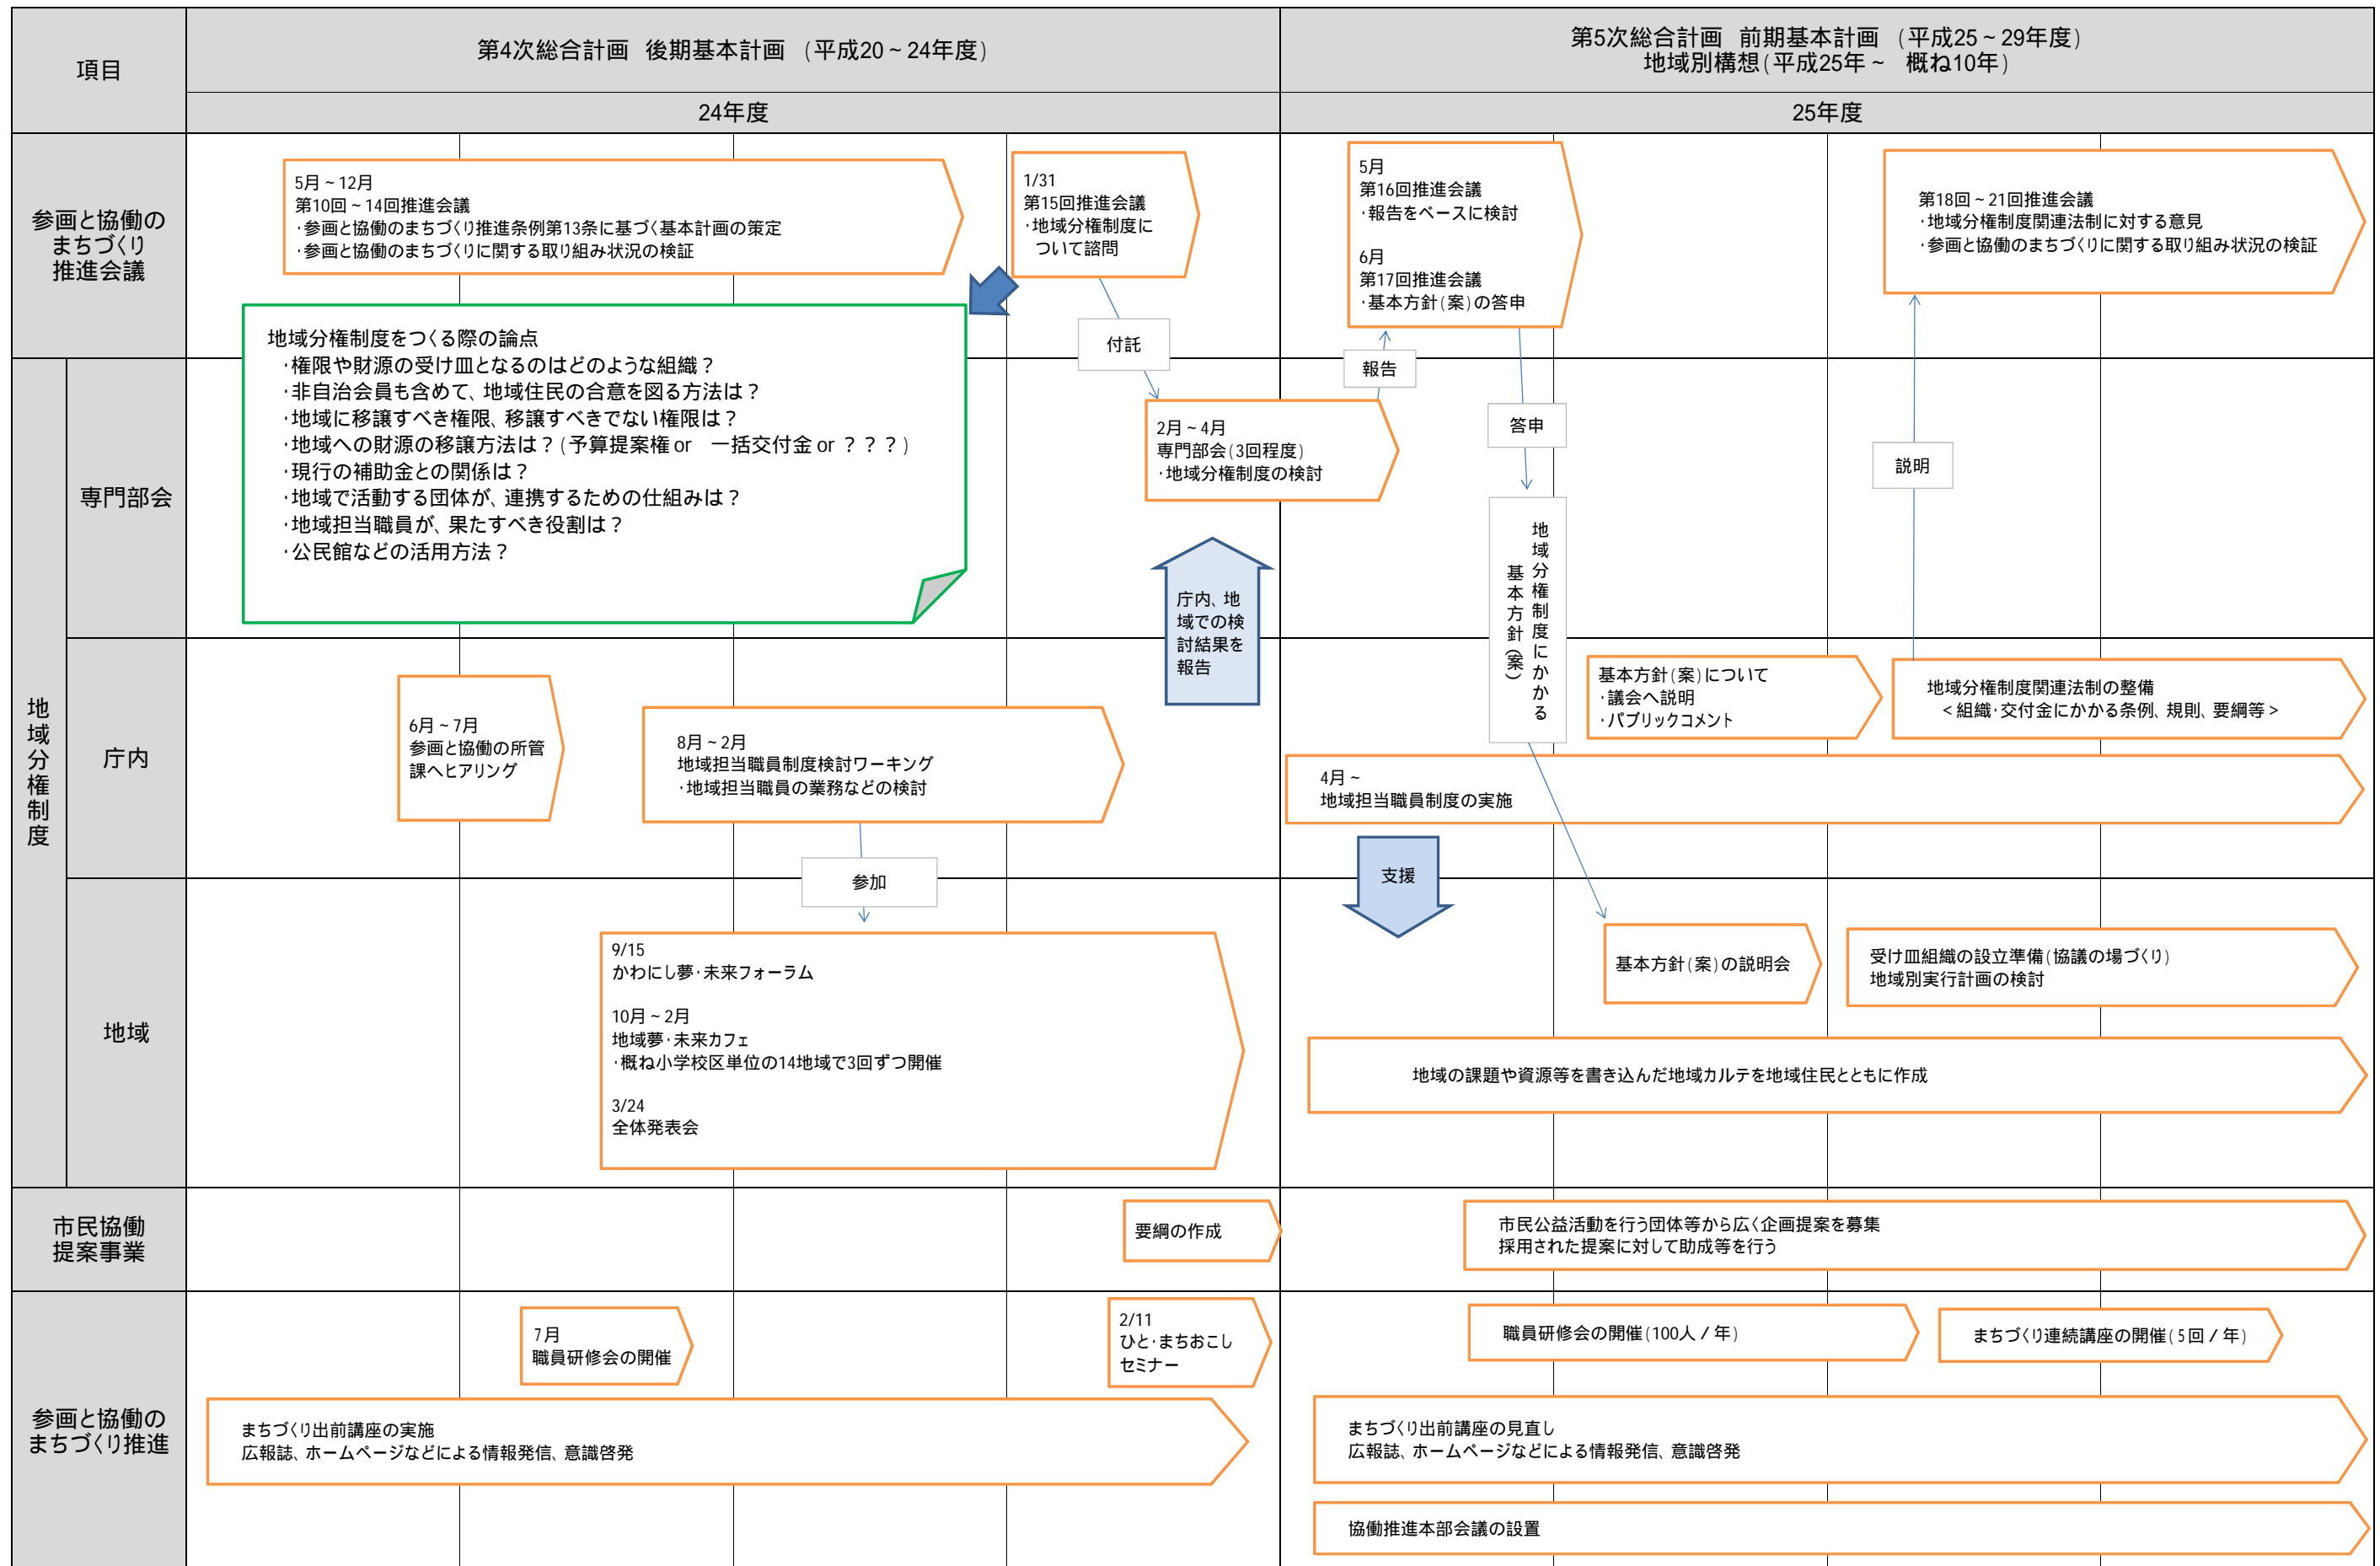 項目
第4次総合計画 後期基本計画 （平成20～24年度）
第5次総合計画 前期基本計画 （平成25～29年度）
地域別構想（平成25年～ 概ね10年）
24年度
25年度
参画と協働の
まちづくり
推進会議
5月～12月
第10回～14回推進会議
・参画と協働のまちづくり推進条例第13条に基づく基本計画の策定
・参画と協働のまちづくりに関する取り組み状況の検証
1/31
第15回推進会議
・地域分権制度に
ついて諮問
5月
第16回推進会議
・報告をベースに検討
6月
第17回推進会議
・基本方針（案）の答申
第18回～21回推進会議
・地域分権制度関連法制に対する意見
・参画と協働のまちづくりに関する取り組み状況の検証
付託
報告
答申
説明
地域分権制度をつくる際の論点
・権限や財源の受け皿となるのはどのような組織？
・非自治会員も含めて、地域住民の合意を図る方法は？
・地域に移譲すべき権限、移譲すべきでない権限は？
・地域への財源の移譲方法は？（予算提案権 or 一括交付金 or ？？？）
・現行の補助金との関係は？
・地域で活動する団体が、連携するための仕組みは？
・地域担当職員が、果たすべき役割は？
・公民館などの活用方法？
地域分権制度
専門部会
2月～4月
専門部会（3回程度）
・地域分権制度の検討
庁内、地
域での検
討結果を
報告
地域分権制度にかかる
基本方針（案）
庁内
6月～7月
参画と協働の所管
課へヒアリング
8月～2月
地域担当職員制度検討ワーキング
・地域担当職員の業務などの検討
基本方針（案）について
・議会へ説明
・パブリックコメント
地域分権制度関連法制の整備
＜組織・交付金にかかる条例、規則、要綱等＞
4月～
地域担当職員制度の実施
参加
支援
地域
9/15
かわにし夢・未来フォーラム
10月～2月
地域夢・未来カフェ
・概ね小学校区単位の14地域で3回ずつ開催
3/24
全体発表会
基本方針（案）の説明会
受け皿組織の設立準備（協議の場づくり）
地域別実行計画の検討
地域の課題や資源等を書き込んだ地域カルテを地域住民とともに作成
市民協働
提案事業
要綱の作成
市民公益活動を行う団体等から広く企画提案を募集
採用された提案に対して助成等を行う
参画と協働の
まちづくり推進
7月
職員研修会の開催
2/11
ひと・まちおこし
セミナー
職員研修会の開催（100人／年）
まちづくり連続講座の開催（5回／年）
まちづくり出前講座の実施
広報誌、ホームページなどによる情報発信、意識啓発
まちづくり出前講座の見直し
広報誌、ホームページなどによる情報発信、意識啓発
協働推進本部会議の設置